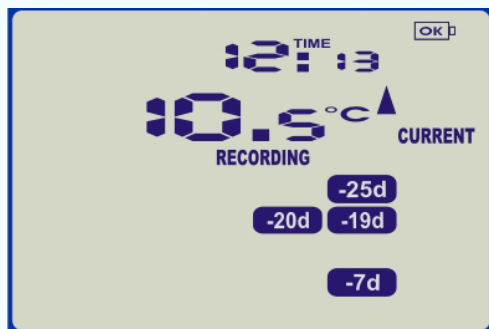 OK
TIME
12:13
10.5°C
CURRENT
RECORDING
-25d
-20d -19d
-7d